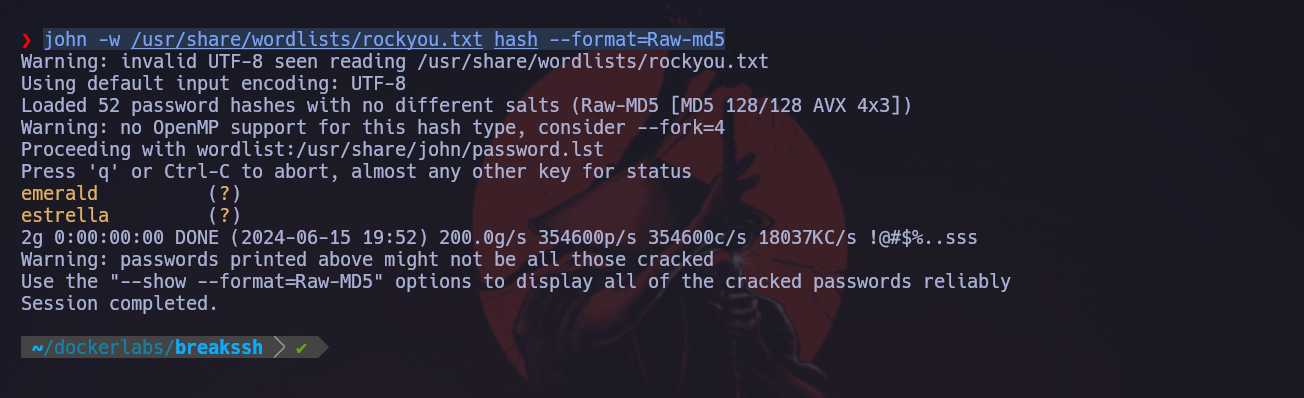 ❯ john -w /usr/share/wordlists/rockyou.txt hash --format=Raw-md5
Warning: invalid UTF-8 seen reading /usr/share/wordlists/rockyou.txt
Using default input encoding: UTF-8
Loaded 52 password hashes with no different salts (Raw-MD5 [MD5 128/128 AVX 4x3])
Warning: no OpenMP support for this hash type, consider --fork=4
Proceeding with wordlist:/usr/share/john/password.lst
Press 'q' or Ctrl-C to abort, almost any other key for status
emerald          (?)
estrella         (?)
2g 0:00:00:00 DONE (2024-06-15 19:52) 200.0g/s 354600p/s 354600c/s 18037KC/s !@#$%..sss
Warning: passwords printed above might not be all those cracked
Use the "--show --format=Raw-MD5" options to display all of the cracked passwords reliably
Session completed.
~/dockerlabs/breakssh ✔